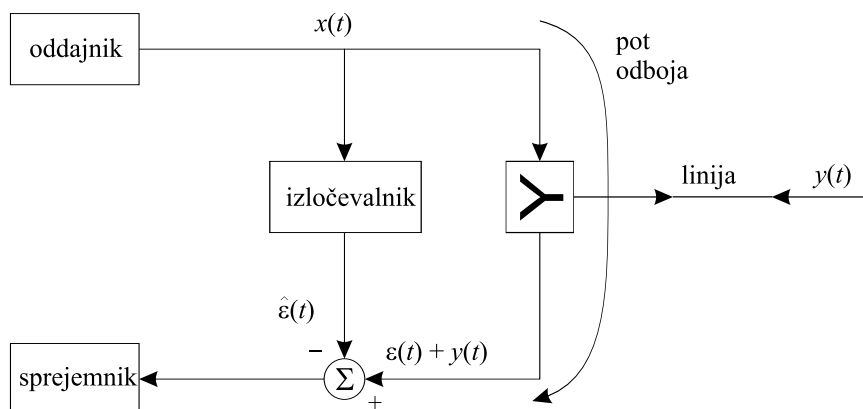 x(t)
oddajnik
pot
odboja
izločevalnik
linija
y(t)
ε̂(t)
ε(t) + y(t)
−
sprejemnik
Σ
+